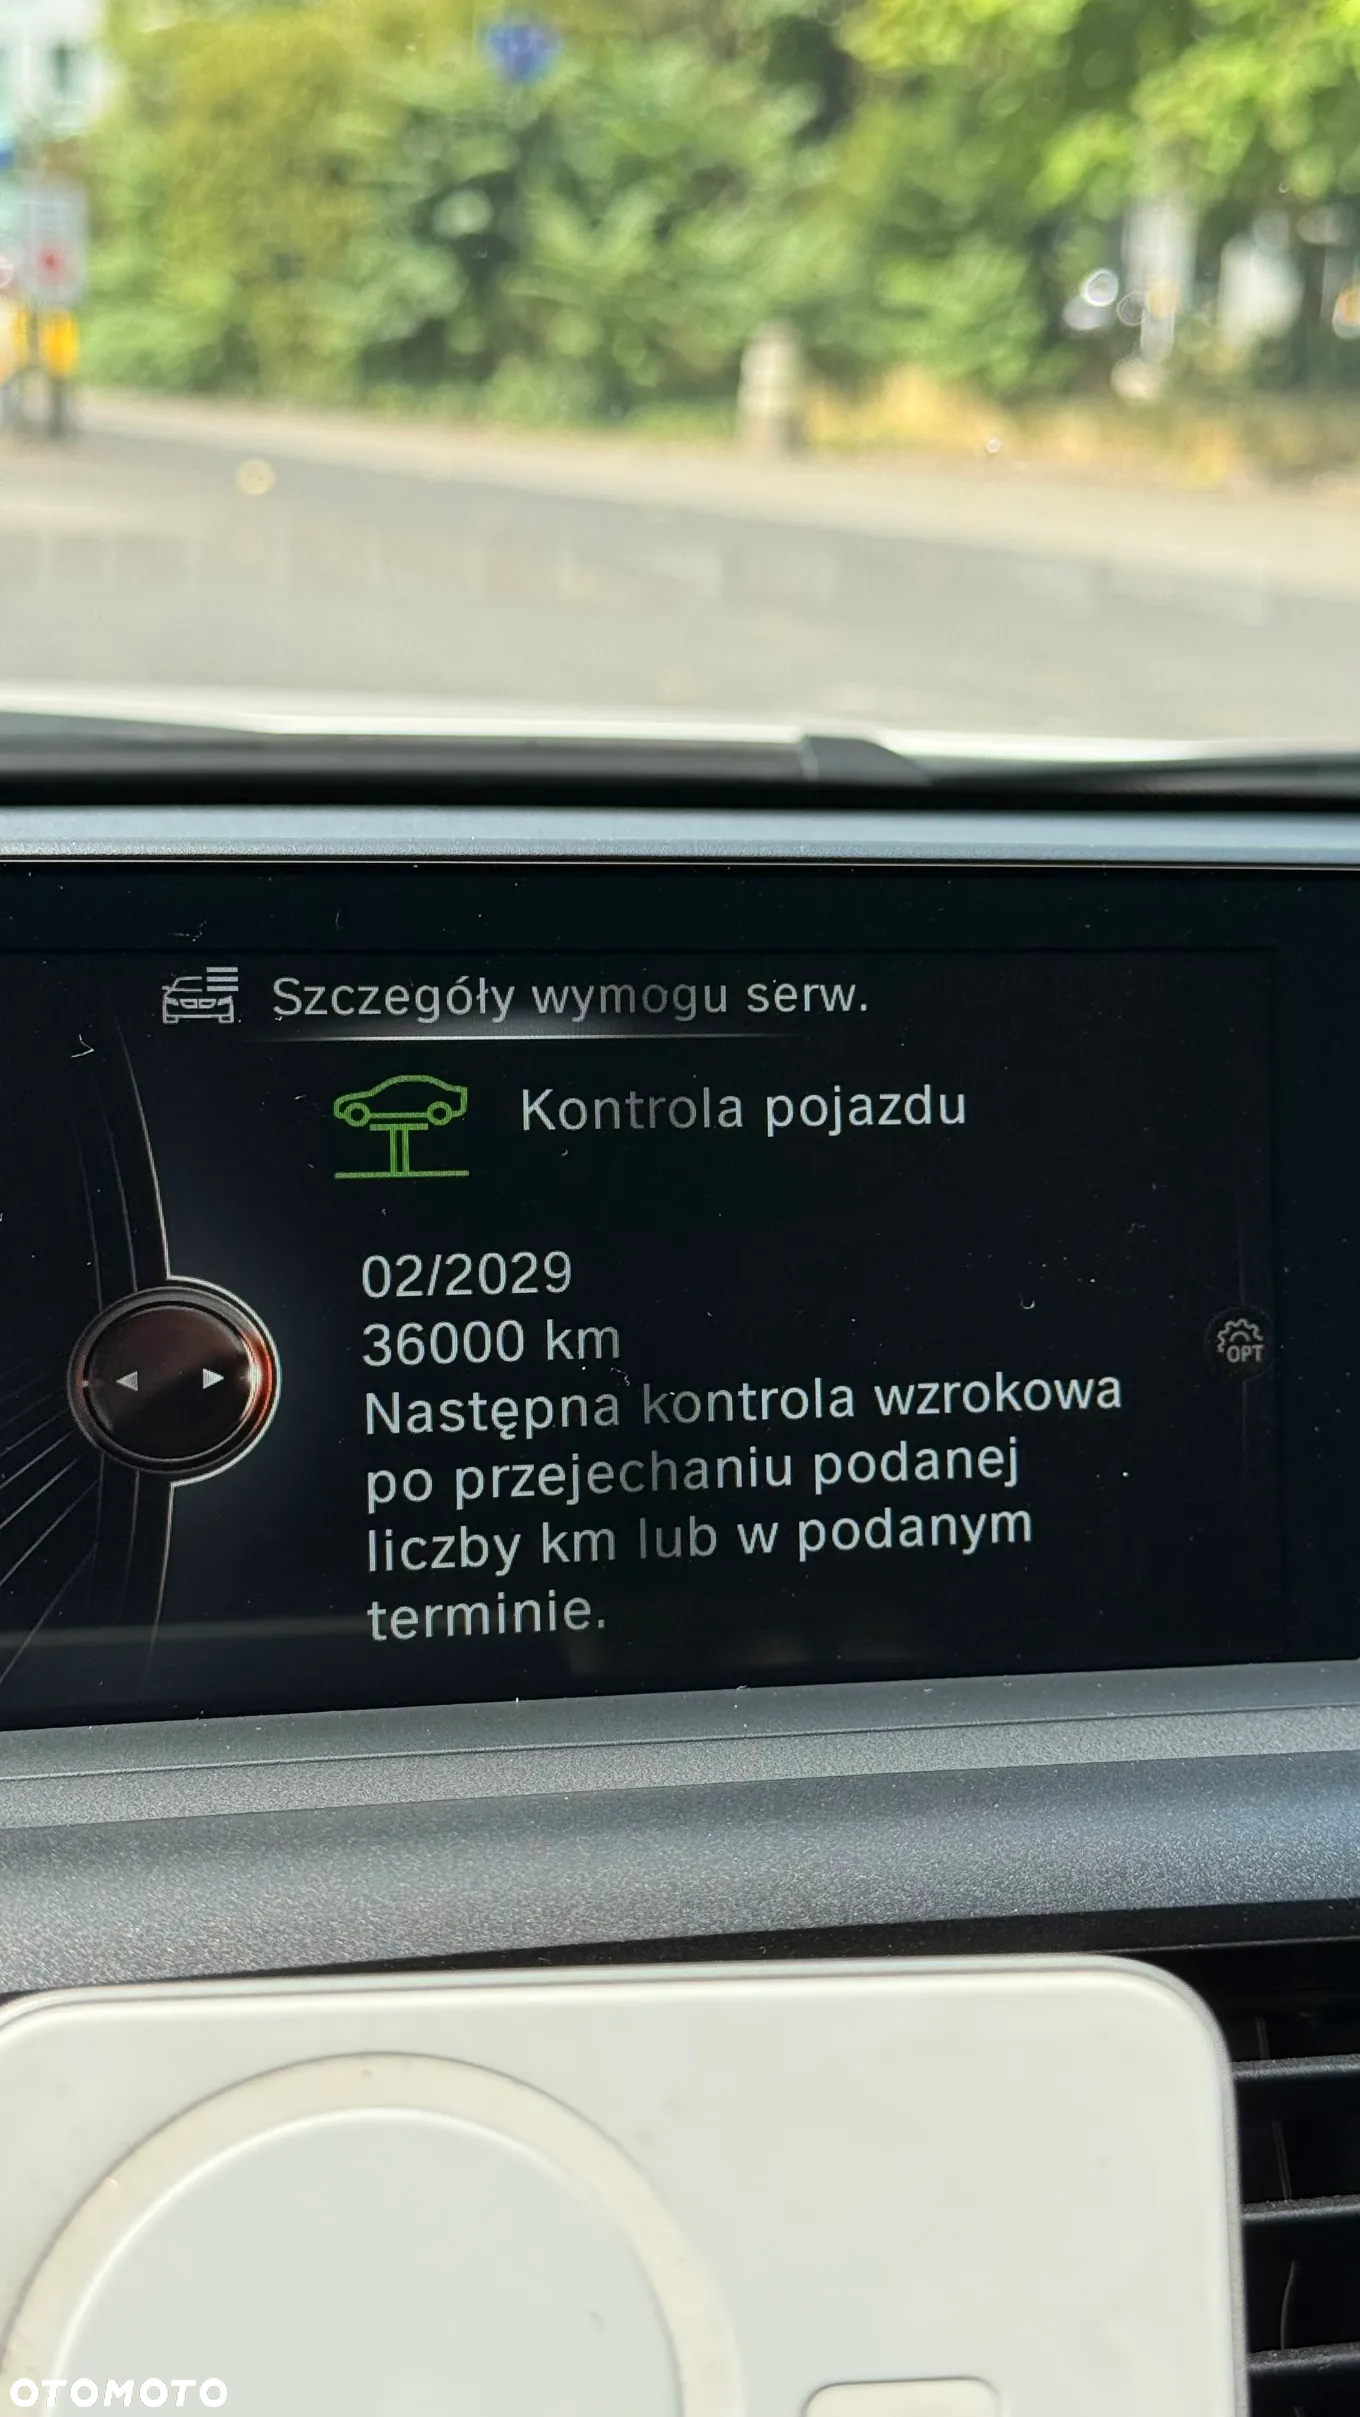 Szczegóły wymogu serw.
Kontrola pojazdu
02/2029
36000 km
Następna kontrola wzrokowa
po przejechaniu podanej
liczby km lub w podanym
terminie.
OPT
OTOMOTO